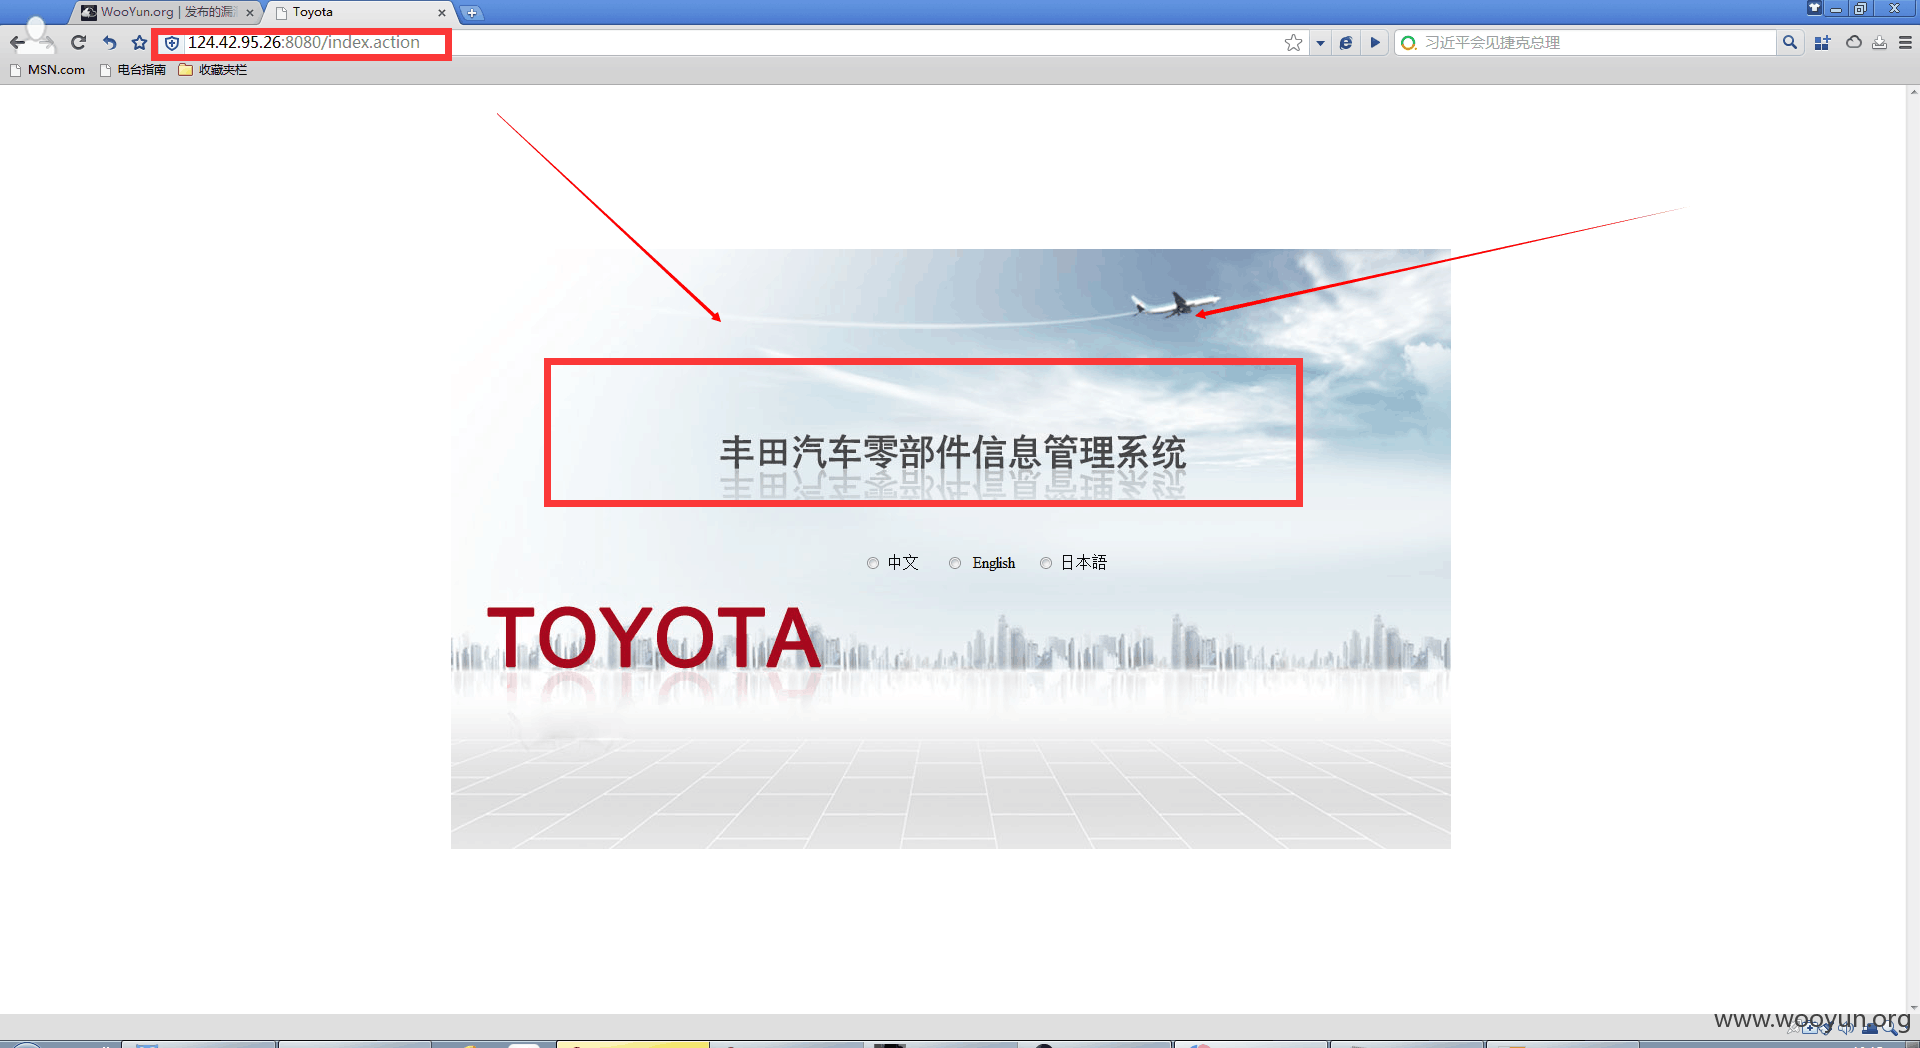 WooYun.org | 发布的漏
Toyota
124.42.95.26:8080/index.action
习近平会见捷克总理
MSN.com
电台指南
收藏夹栏
丰田汽车零部件信息管理系统
中文
English
日本語
TOYOTA
www.wooyun.org